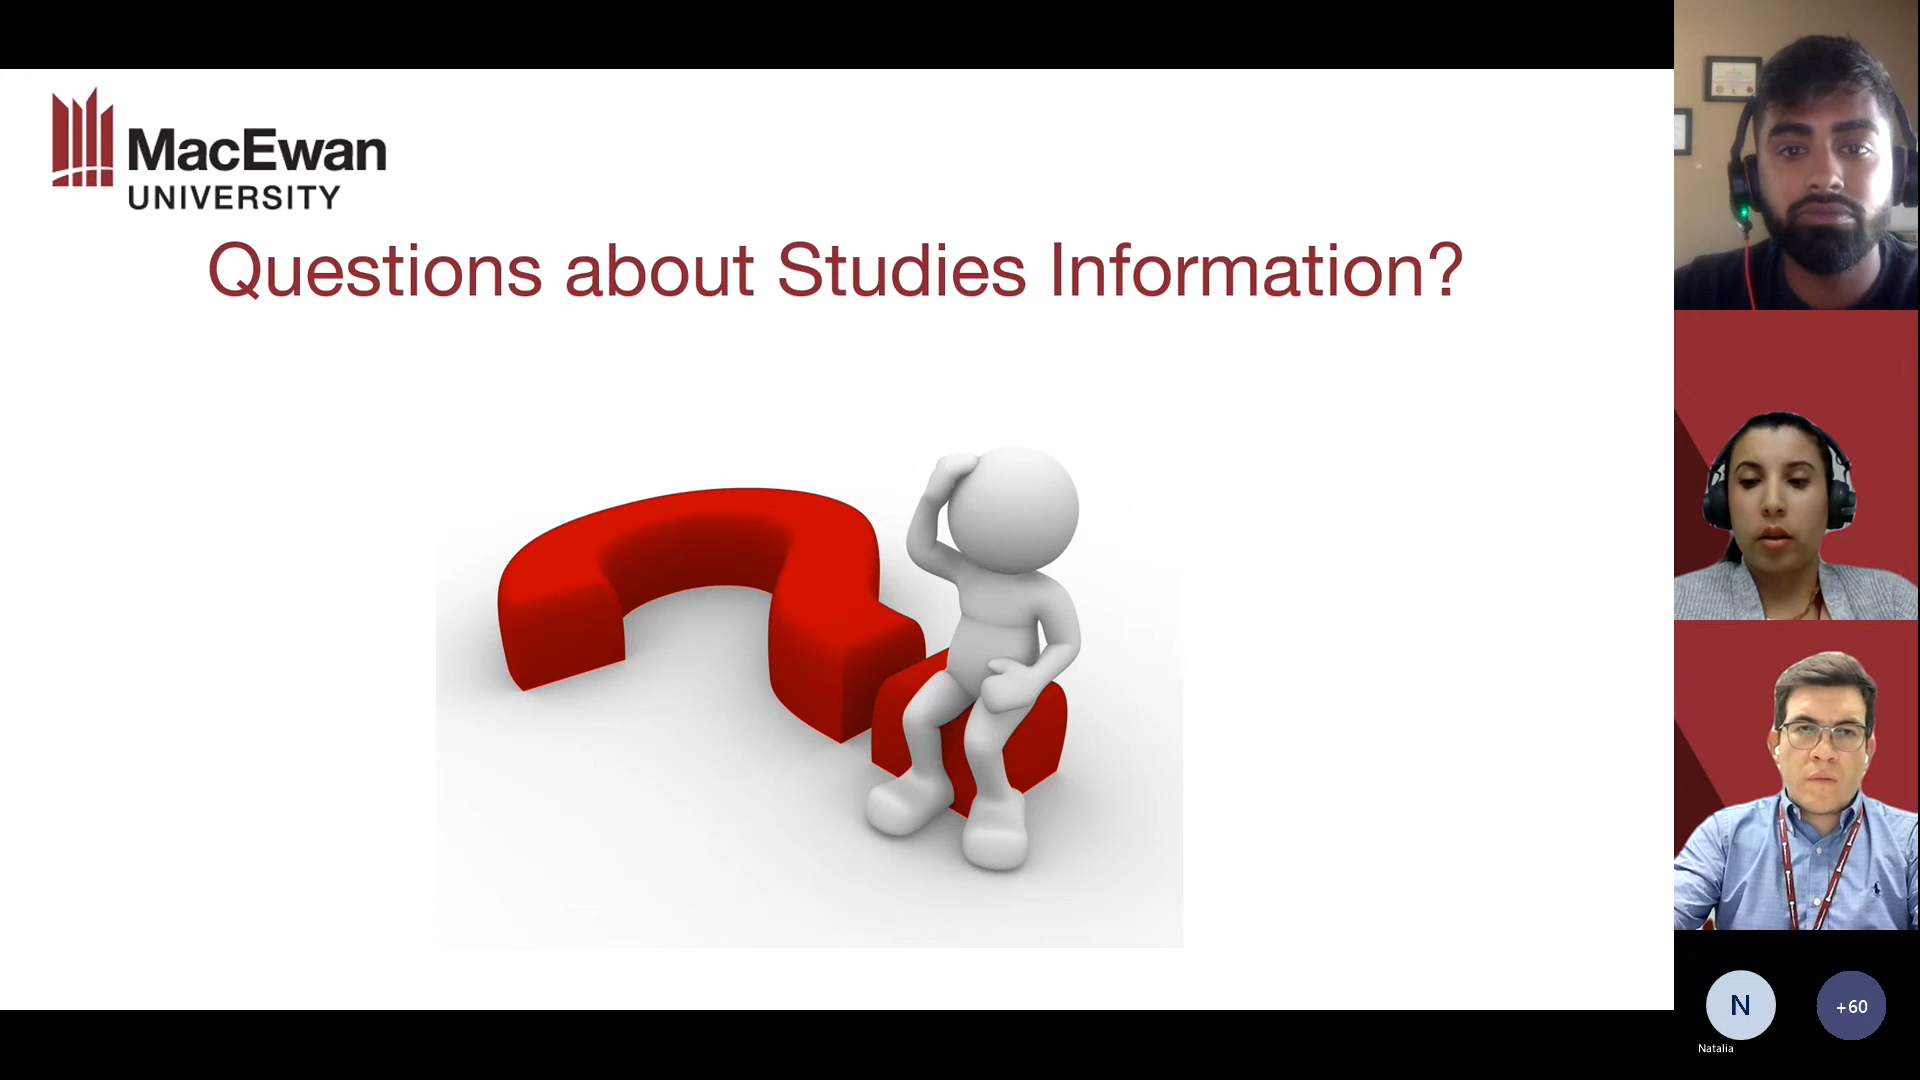 MacEwan
UNIVERSITY
Questions about Studies Information?
N
+60
Natalia